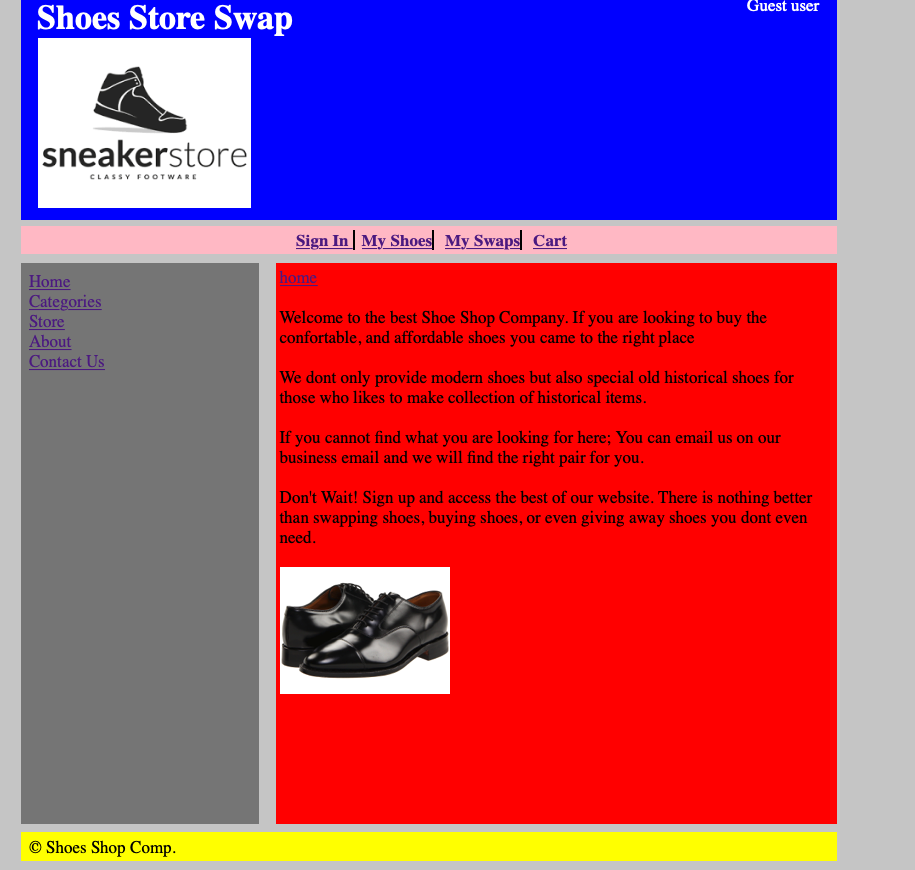 Shoes Store Swap
Guest user
sneakerstore
CLASSY FOOTWARE
Sign In | My Shoes| My Swaps| Cart
Home
Categories
Store
About
Contact Us
home
Welcome to the best Shoe Shop Company. If you are looking to buy the
confortable, and affordable shoes you came to the right place
We dont only provide modern shoes but also special old historical shoes for
those who likes to make collection of historical items.
If you cannot find what you are looking for here; You can email us on our
business email and we will find the right pair for you.
Don't Wait! Sign up and access the best of our website. There is nothing better
than swapping shoes, buying shoes, or even giving away shoes you dont even
need.
© Shoes Shop Comp.